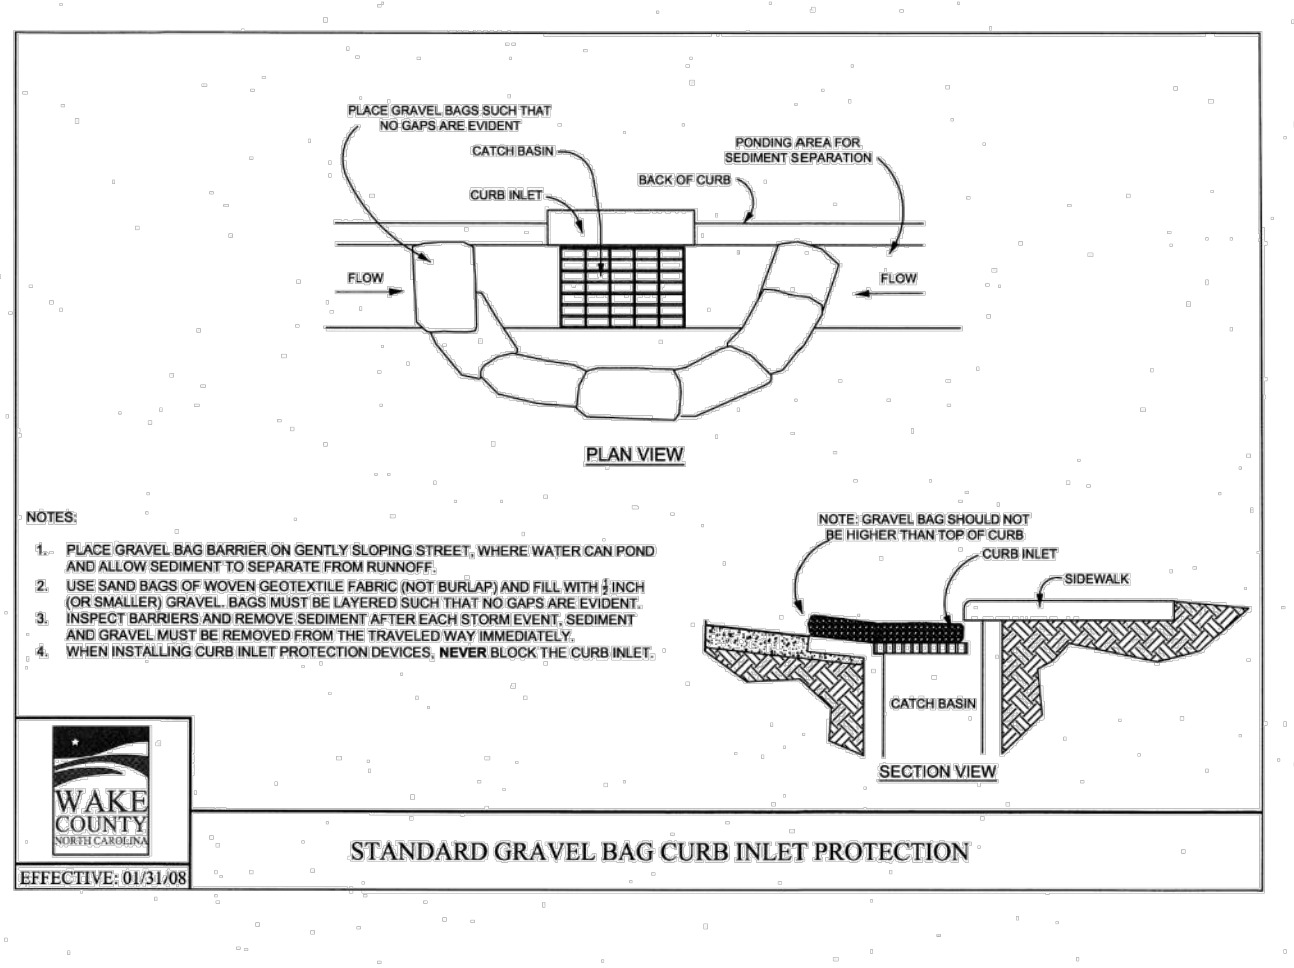 PLACE GRAVEL BAGS SUCH THAT
NO GAPS ARE EVIDENT
CATCH BASIN
CURB INLET
PONDING AREA FOR
SEDIMENT SEPARATION
BACK OF CURB
FLOW
FLOW
PLAN VIEW
NOTES:
1. PLACE GRAVEL BAG BARRIER ON GENTLY SLOPING STREET, WHERE WATER CAN POND
AND ALLOW SEDIMENT TO SEPARATE FROM RUNNOFF.
2. USE SAND BAGS OF WOVEN GEOTEXTILE FABRIC (NOT BURLAP) AND FILL WITH ½ INCH
(OR SMALLER) GRAVEL. BAGS MUST BE LAYERED SUCH THAT NO GAPS ARE EVIDENT.
3. INSPECT BARRIERS AND REMOVE SEDIMENT AFTER EACH STORM EVENT, SEDIMENT
AND GRAVEL MUST BE REMOVED FROM THE TRAVELED WAY IMMEDIATELY.
4. WHEN INSTALLING CURB INLET PROTECTION DEVICES, NEVER BLOCK THE CURB INLET.
NOTE: GRAVEL BAG SHOULD NOT
BE HIGHER THAN TOP OF CURB
CURB INLET
SIDEWALK
CATCH BASIN
SECTION VIEW
WAKE
COUNTY
NORTH CAROLINA
EFFECTIVE: 01/31/08
STANDARD GRAVEL BAG CURB INLET PROTECTION